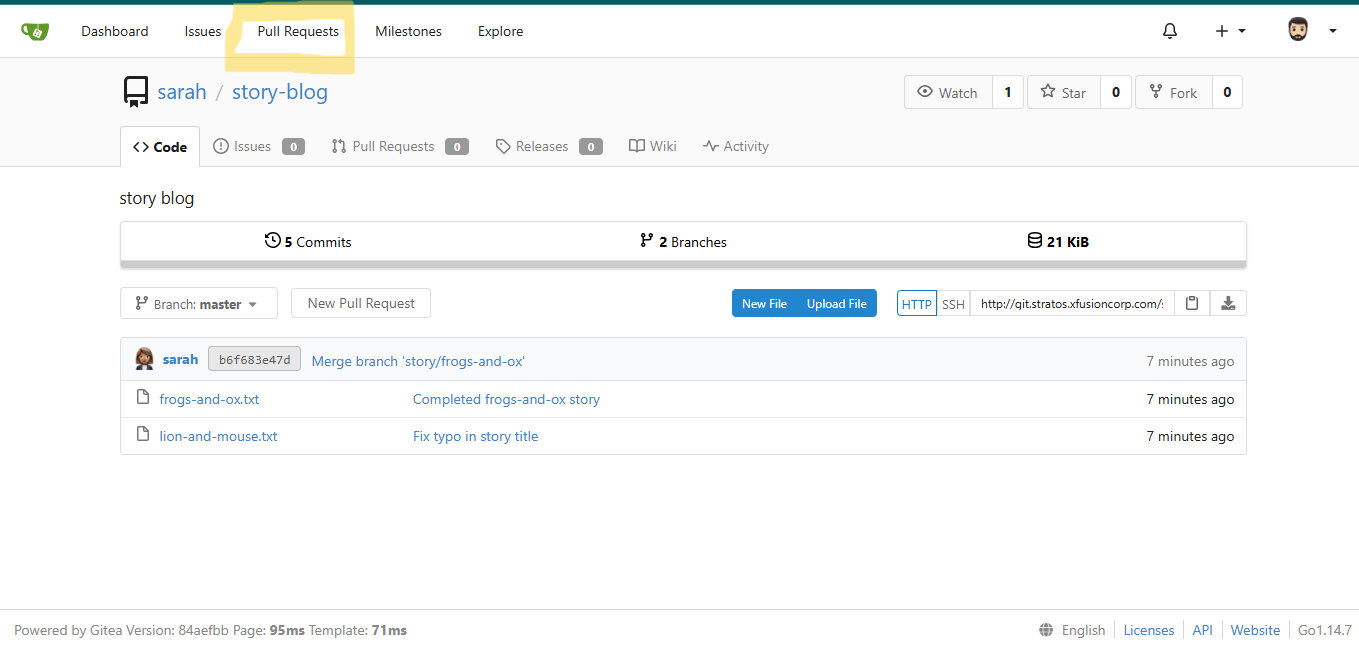 Dashboard Issues Pull Requests Milestones Explore
sarah / story-blog Watch 1 Star 0 Fork 0
Code Issues 0 Pull Requests 0 Releases 0 Wiki Activity
story blog
5 Commits 2 Branches 21 KiB
Branch: master New Pull Request New File Upload File HTTP SSH http://git.stratos.xfusioncorp.com/
sarah b6f683e47d Merge branch 'story/frogs-and-ox' 7 minutes ago
frogs-and-ox.txt Completed frogs-and-ox story 7 minutes ago
lion-and-mouse.txt Fix typo in story title 7 minutes ago
Powered by Gitea Version: 84aefbb Page: 95ms Template: 71ms English Licenses API Website Go1.14.7